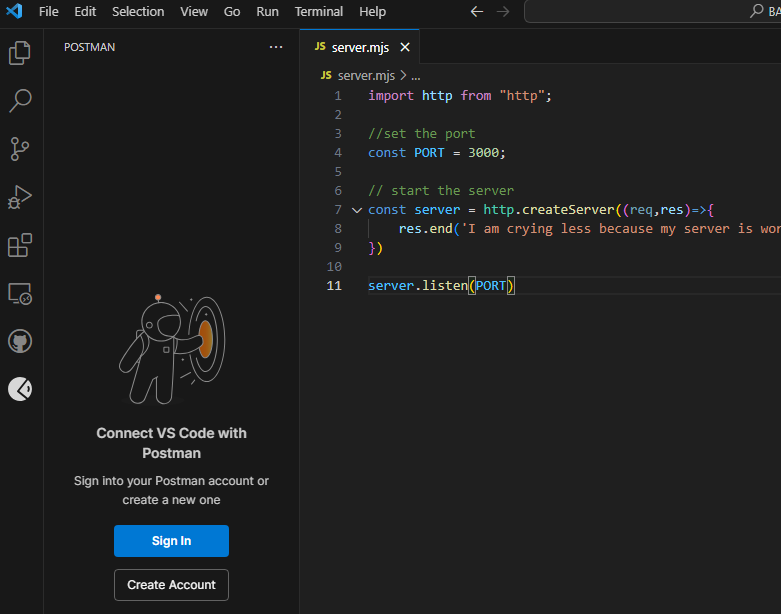 File Edit Selection View Go Run Terminal Help
POSTMAN
JS server.mjs
JS server.mjs > ...
1 import http from "http";
2
3 //set the port
4 const PORT = 3000;
5
6 // start the server
7 const server = http.createServer((req,res)=>{
8 res.end('I am crying less because my server is wor
9 })
10
11 server.listen(PORT)
Connect VS Code with
Postman
Sign into your Postman account or
create a new one
Sign In
Create Account